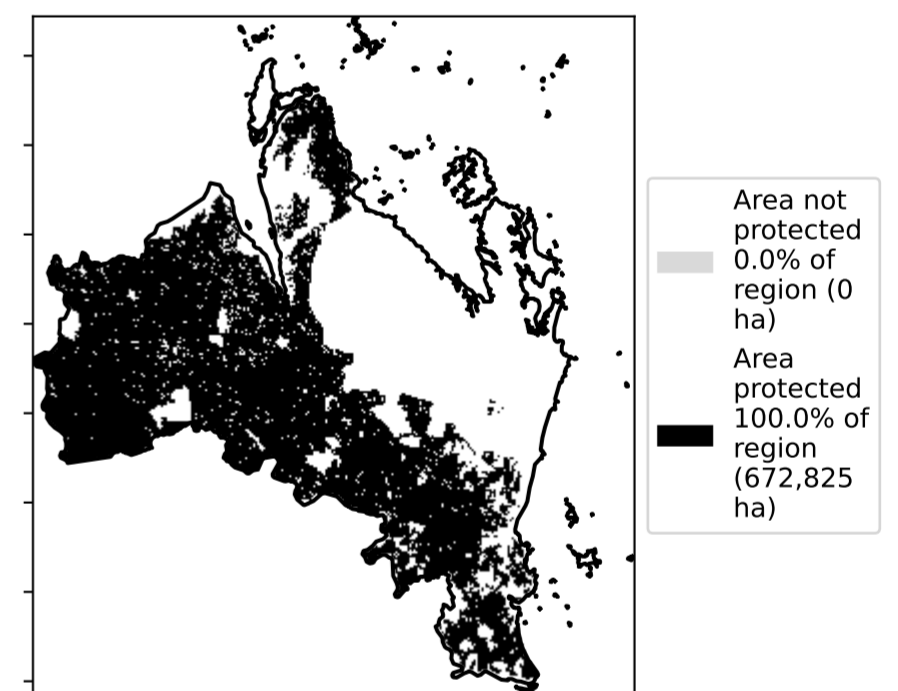 Area not
protected
0.0% of
region (0
ha)
Area
protected
100.0% of
region
(672,825
ha)